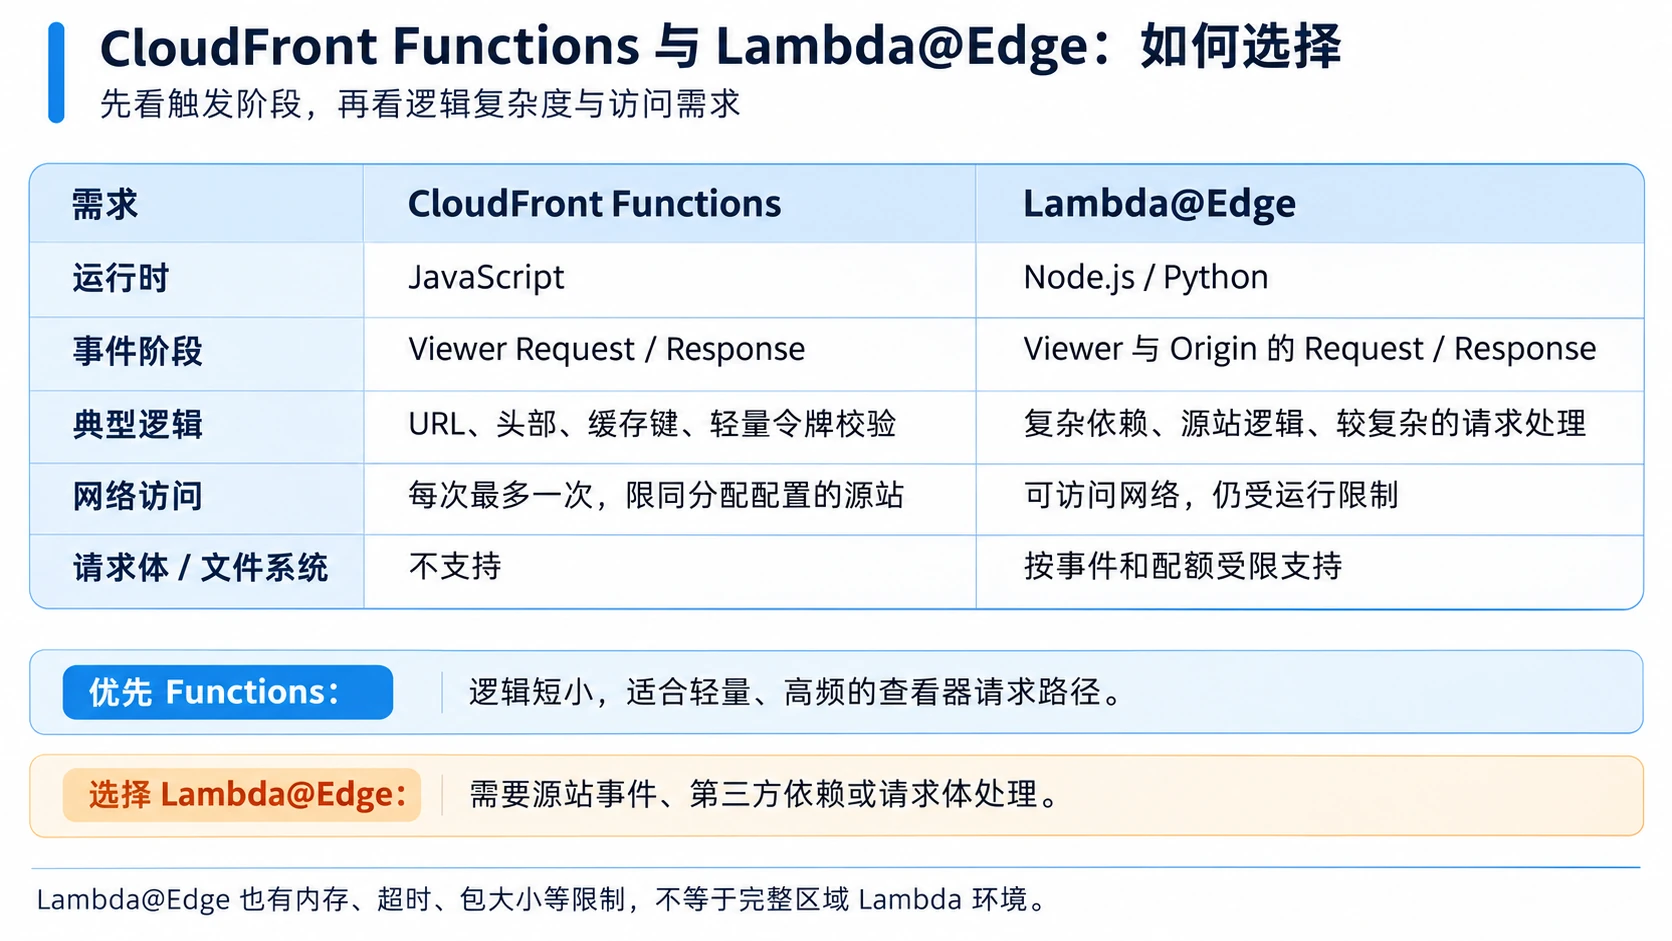 CloudFront Functions 与 Lambda@Edge：如何选择
先看触发阶段，再看逻辑复杂度与访问需求
需求 CloudFront Functions Lambda@Edge
运行时 JavaScript Node.js / Python
事件阶段 Viewer Request / Response Viewer 与 Origin 的 Request / Response
典型逻辑 URL、头部、缓存键、轻量令牌校验 复杂依赖、源站逻辑、较复杂的请求处理
网络访问 每次最多一次，限同分配配置的源站 可访问网络，仍受运行限制
请求体 / 文件系统 不支持 按事件和配额受限支持
优先 Functions： 逻辑短小，适合轻量、高频的查看器请求路径。
选择 Lambda@Edge： 需要源站事件、第三方依赖或请求体处理。
Lambda@Edge 也有内存、超时、包大小等限制，不等于完整区域 Lambda 环境。